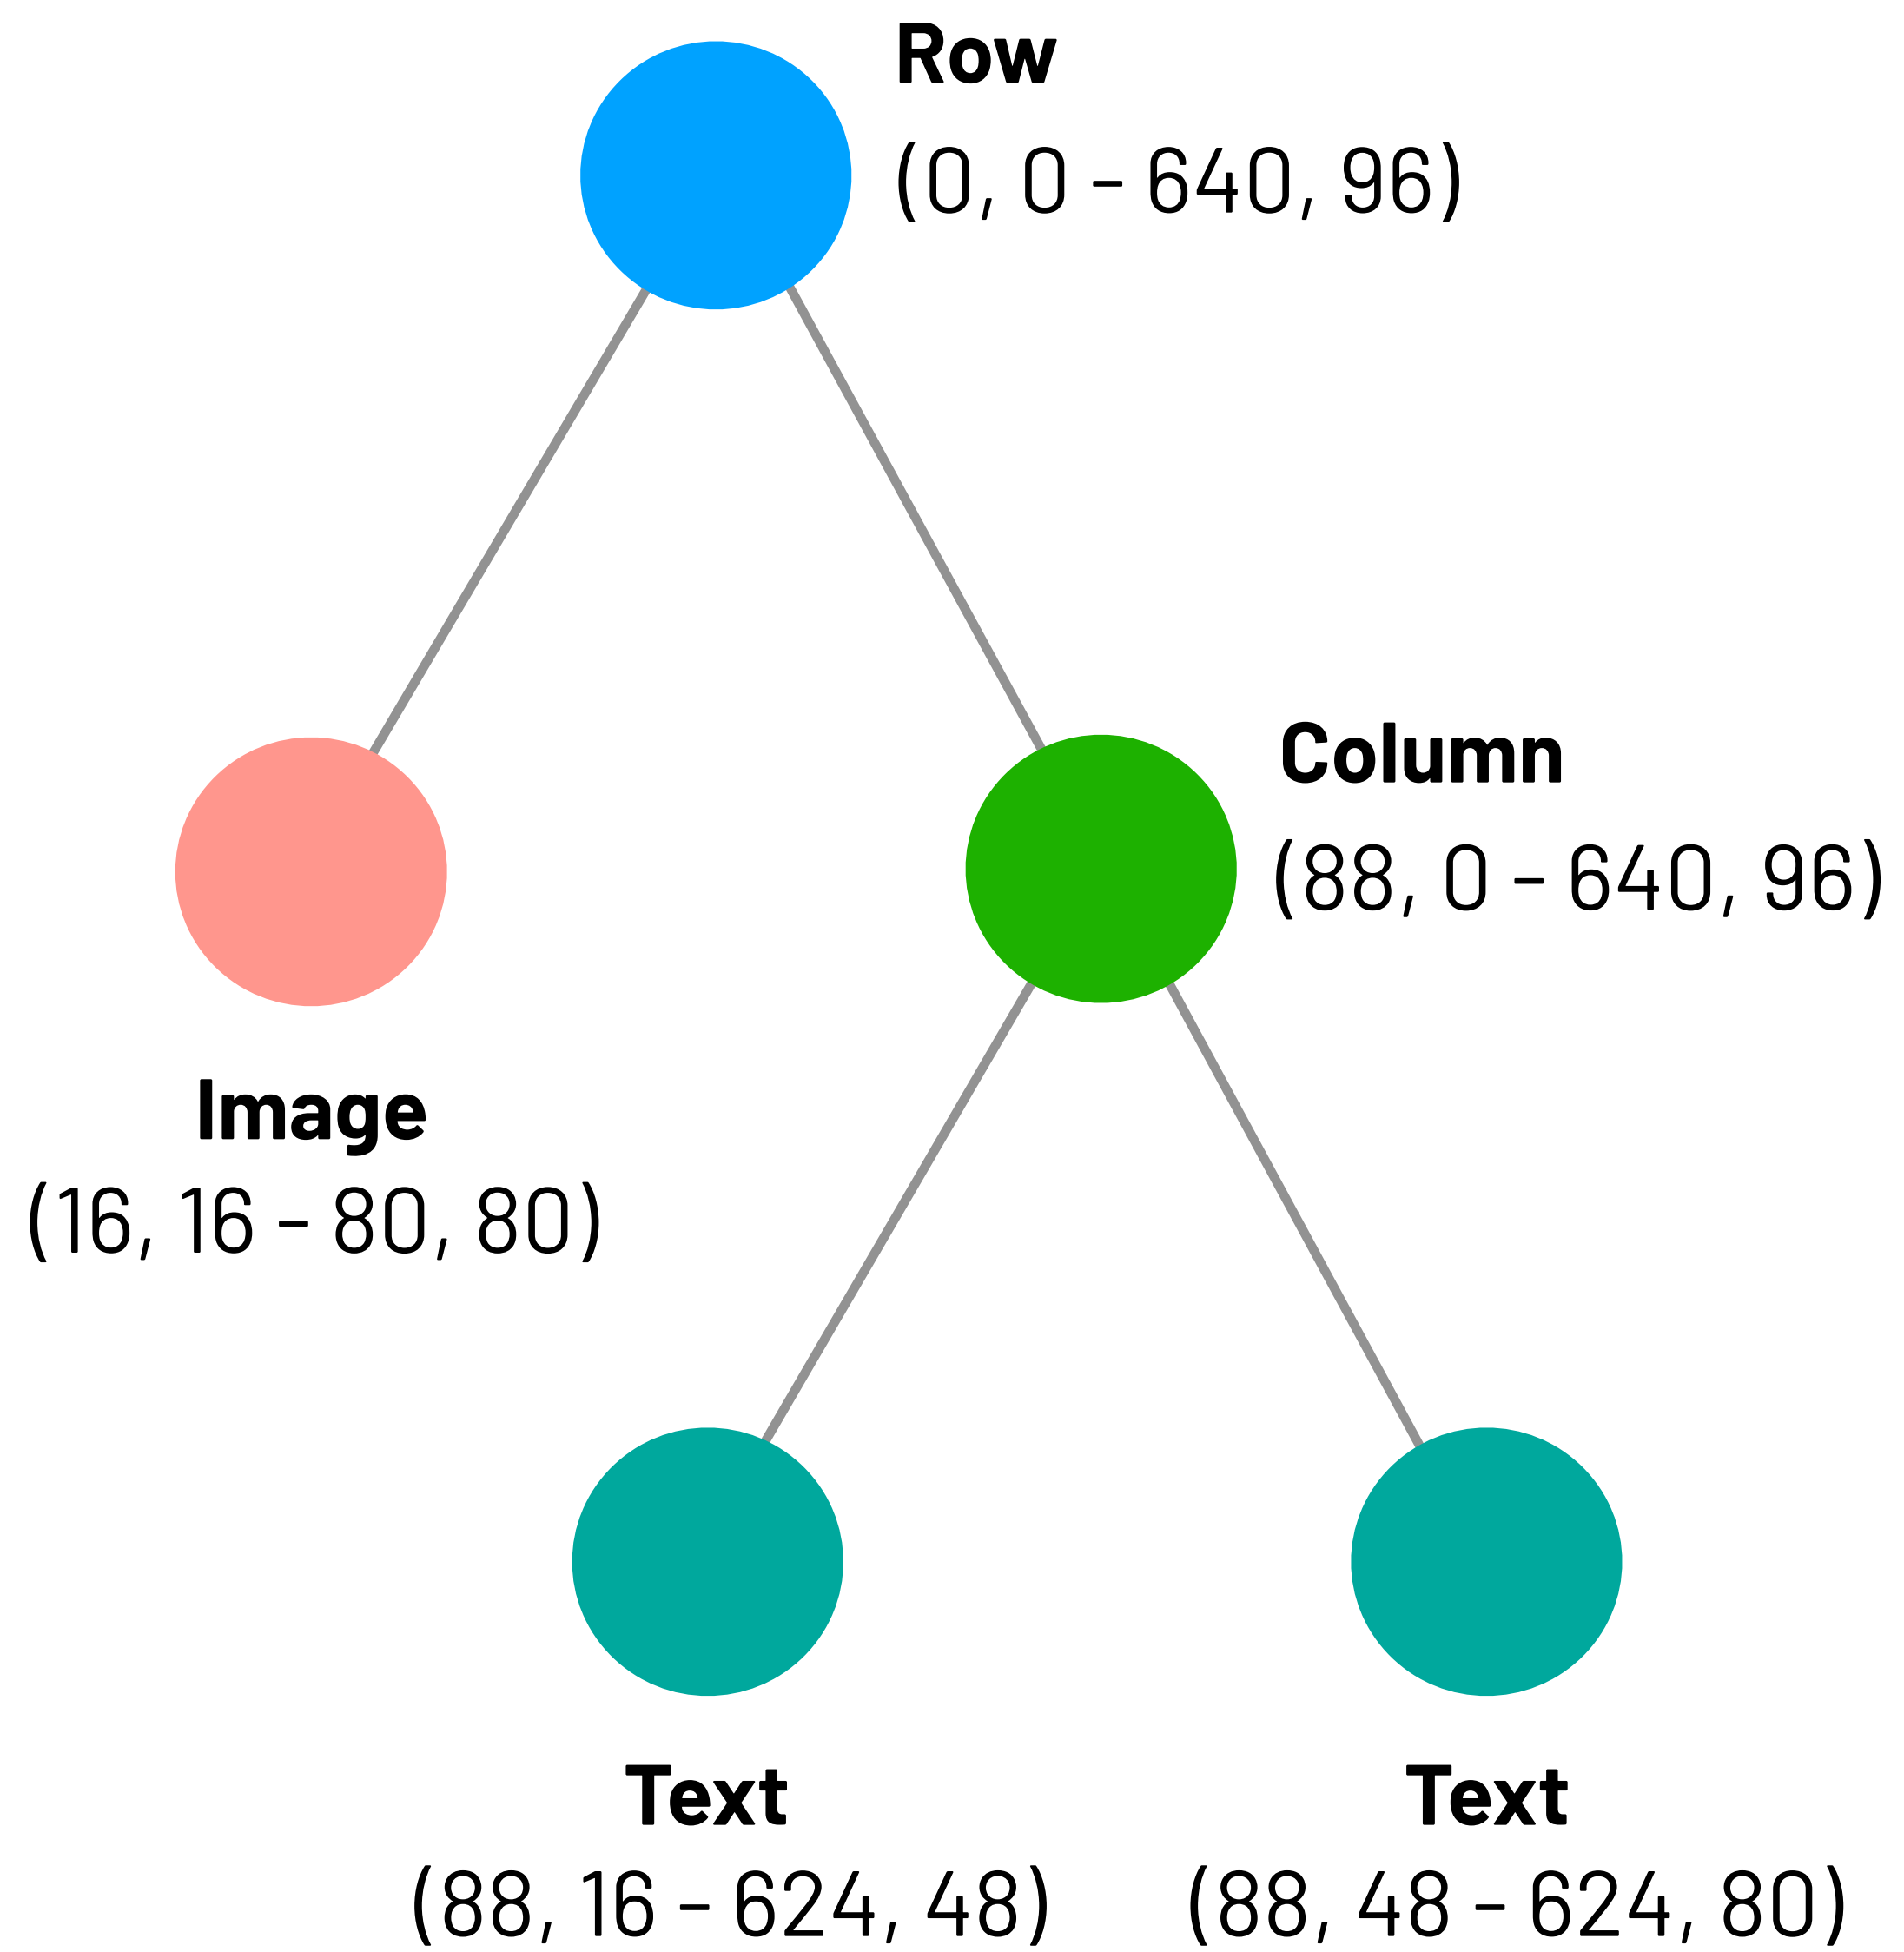 Row
(0, 0 – 640, 96)
Column
(88, 0 – 640, 96)
Image
(16, 16 – 80, 80)
Text
(88, 16 – 624, 48)
Text
(88, 48 – 624, 80)